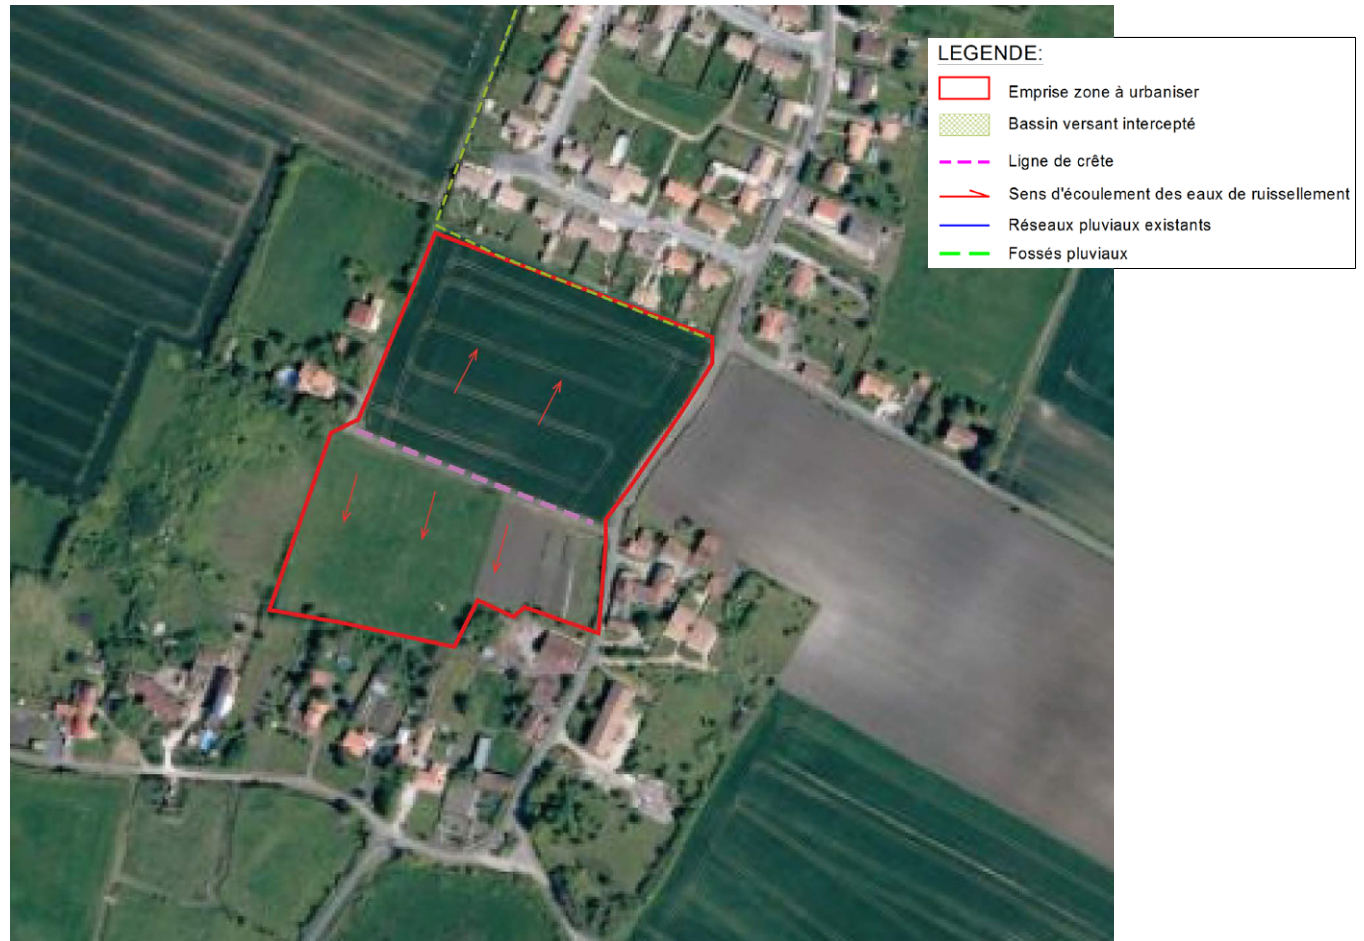 LEGENDE:
Emprise zone à urbaniser
Bassin versant intercepté
Ligne de crête
Sens d'écoulement des eaux de ruissellement
Réseaux pluviaux existants
Fossés pluviaux